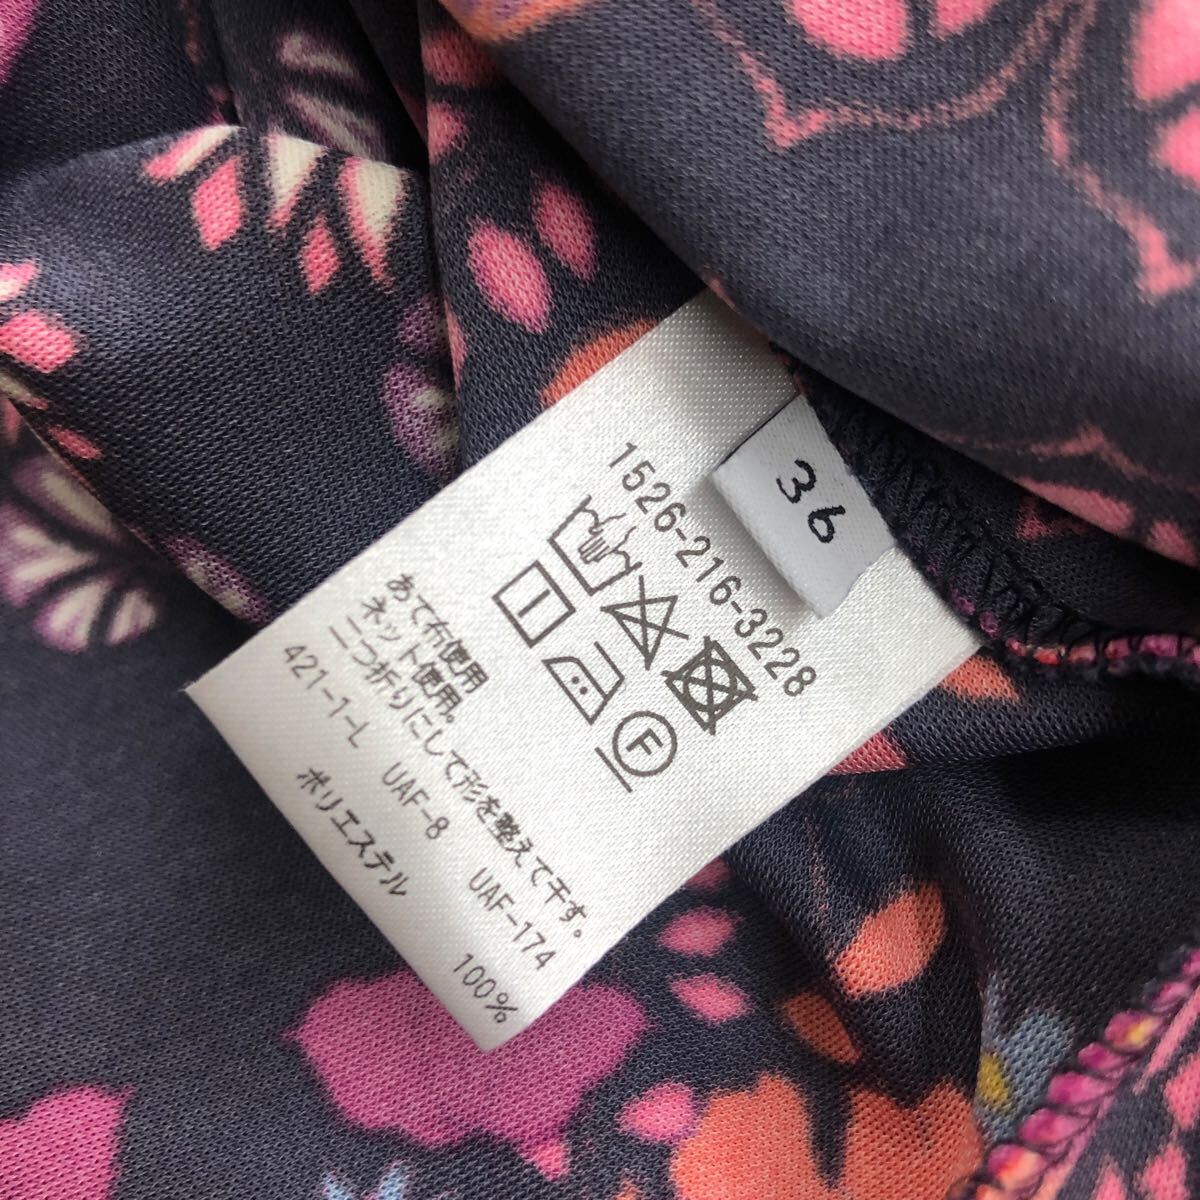 1526-216-3228
36
F
あて布使用
ネット使用。
二つ折りにして形を整えて干す。
421-1-L UAF-8 UAF-174
ポリエステル 100%